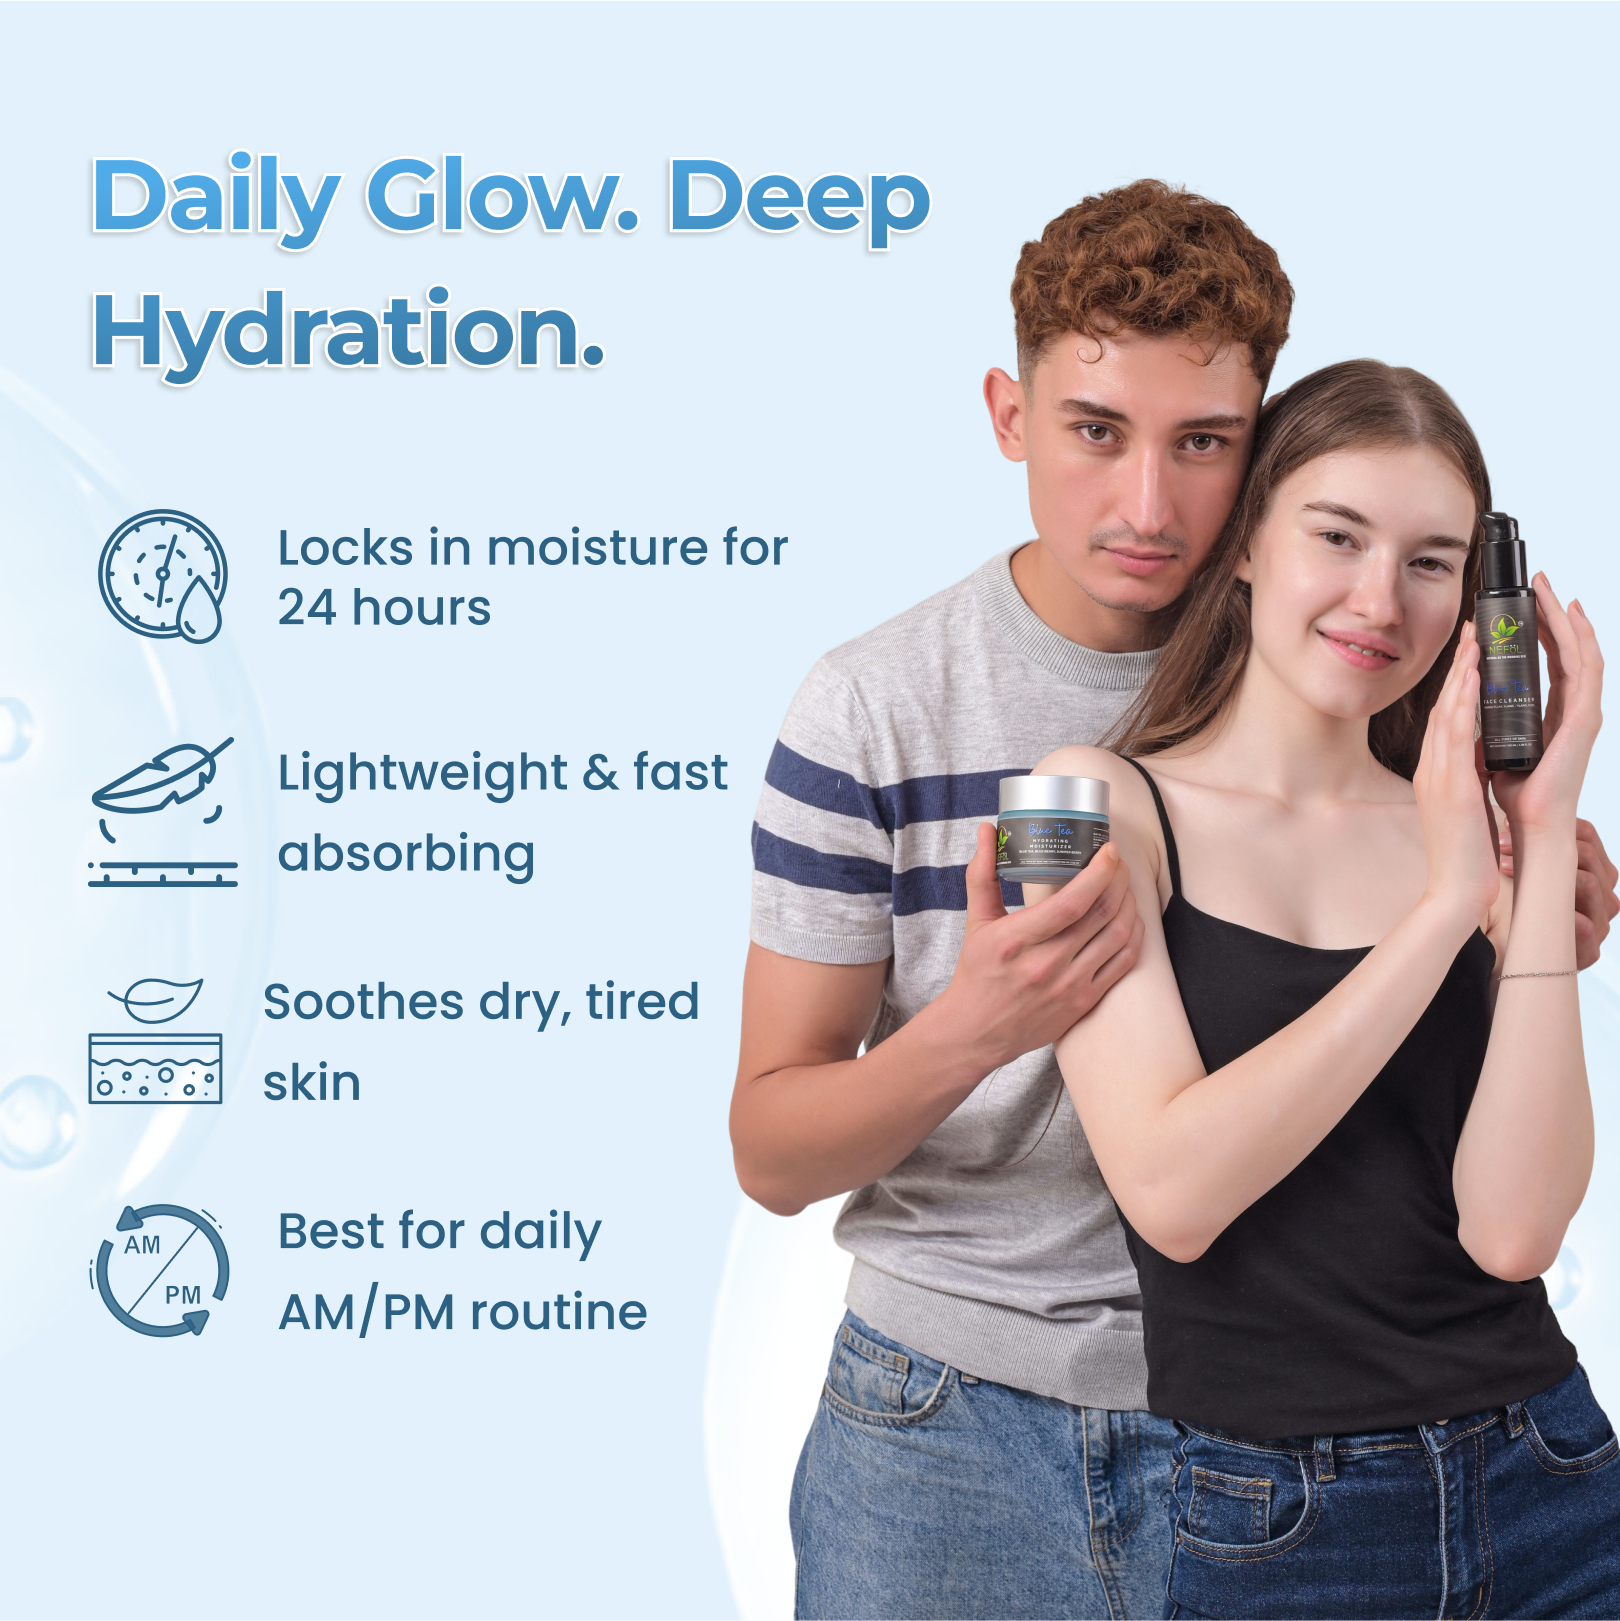 Daily Glow. Deep
Hydration.
Locks in moisture for
24 hours
Lightweight & fast
absorbing
Soothes dry, tired
skin
AM
PM
Best for daily
AM/PM routine
Blue Tea
HYDRATING
MOISTURIZER
NEEOL
Blue Tea
FACE CLEANSER